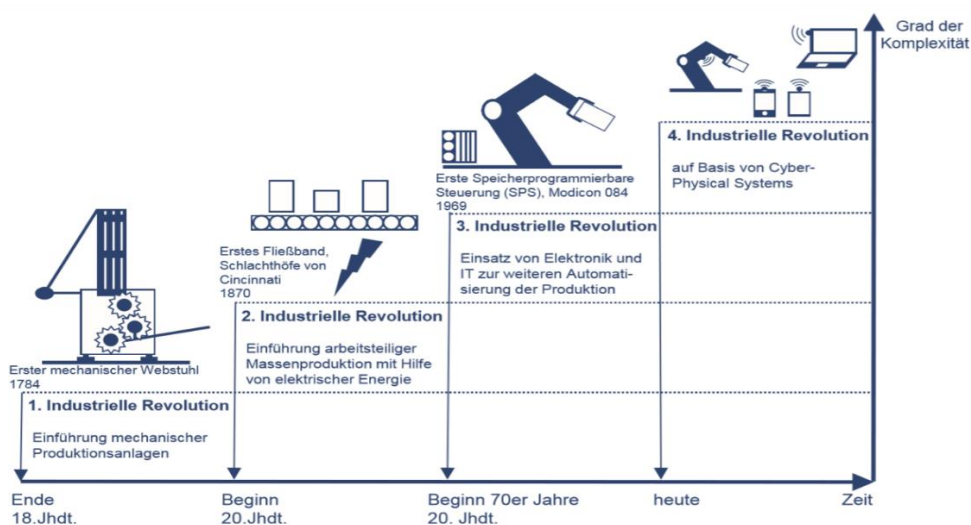 Grad der
Komplexität
4. Industrielle Revolution
auf Basis von Cyber-
Physical Systems
Erste Speicherprogrammierbare
Steuerung (SPS), Modicon 084
1969
3. Industrielle Revolution
Einsatz von Elektronik und
IT zur weiteren Automati-
sierung der Produktion
Erstes Fließband,
Schlachthöfe von
Cincinnati
1870
2. Industrielle Revolution
Einführung arbeitsteiliger
Massenproduktion mit Hilfe
von elektrischer Energie
Erster mechanischer Webstuhl
1784
1. Industrielle Revolution
Einführung mechanischer
Produktionsanlagen
Ende
18.Jhdt.
Beginn
20.Jhdt.
Beginn 70er Jahre
20. Jhdt.
heute
Zeit